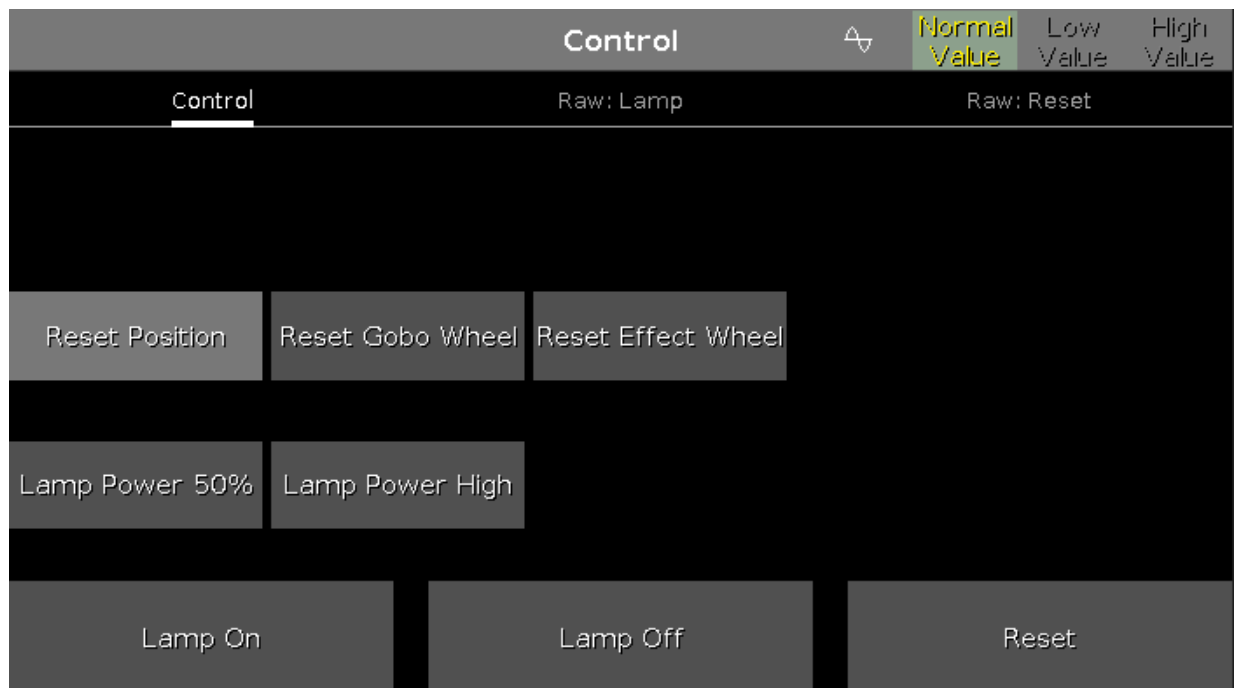 Control
Normal Value
Low Value
High Value
Control
Raw: Lamp
Raw: Reset
Reset Position
Reset Gobo Wheel
Reset Effect Wheel
Lamp Power 50%
Lamp Power High
Lamp On
Lamp Off
Reset